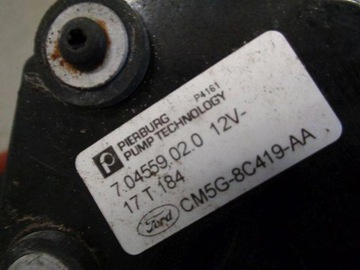 P4161
PIERBURG
PUMP TECHNOLOGY
7.04559.02.0 12V-
17 T 184
Ford CM5G-8C419-AA